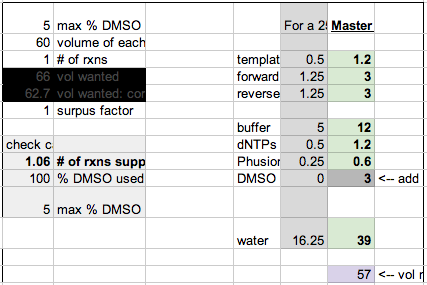 5 max % DMSO For a 25 Master
60 volume of each
1 # of rxns templat 0.5 1.2
66 vol wanted forward 1.25 3
62.7 vol wanted: cor reverse 1.25 3
1 surpus factor
buffer 5 12
check ca dNTPs 0.5 1.2
1.06 # of rxns supp Phusion 0.25 0.6
100 % DMSO used DMSO 0 3 <-- add
5 max % DMSO
water 16.25 39
57 <-- vol r